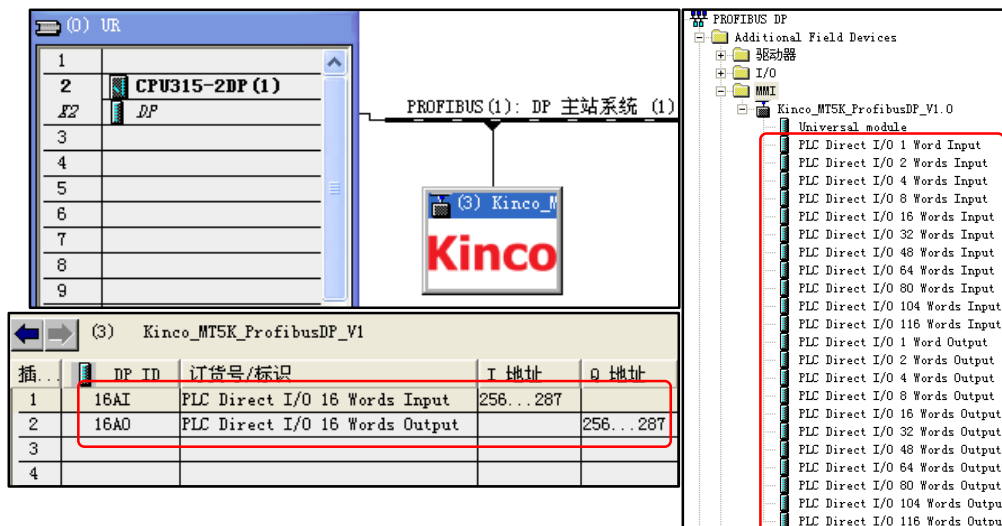 (0) UR
1
2 CPU315-2DP(1)
X2 DP
3
4
5
6
7
8
9
PROFIBUS(1): DP 主站系统 (1)
(3) Kinco_M
Kinco
(3) Kinco_MT5K_ProfibusDP_V1
插... DP ID 订货号/标识 I 地址 Q 地址
1 16AI PLC Direct I/O 16 Words Input 256...287
2 16AO PLC Direct I/O 16 Words Output 256...287
3
4
PROFIBUS DP
Additional Field Devices
驱动器
I/O
MMI
Kinco_MT5K_ProfibusDP_V1.0
Universal module
PLC Direct I/O 1 Word Input
PLC Direct I/O 2 Words Input
PLC Direct I/O 4 Words Input
PLC Direct I/O 8 Words Input
PLC Direct I/O 16 Words Input
PLC Direct I/O 32 Words Input
PLC Direct I/O 48 Words Input
PLC Direct I/O 64 Words Input
PLC Direct I/O 80 Words Input
PLC Direct I/O 104 Words Input
PLC Direct I/O 116 Words Input
PLC Direct I/O 1 Word Output
PLC Direct I/O 2 Words Output
PLC Direct I/O 4 Words Output
PLC Direct I/O 8 Words Output
PLC Direct I/O 16 Words Output
PLC Direct I/O 32 Words Output
PLC Direct I/O 48 Words Output
PLC Direct I/O 64 Words Output
PLC Direct I/O 80 Words Output
PLC Direct I/O 104 Words Outpu
PLC Direct I/O 116 Words Outpu